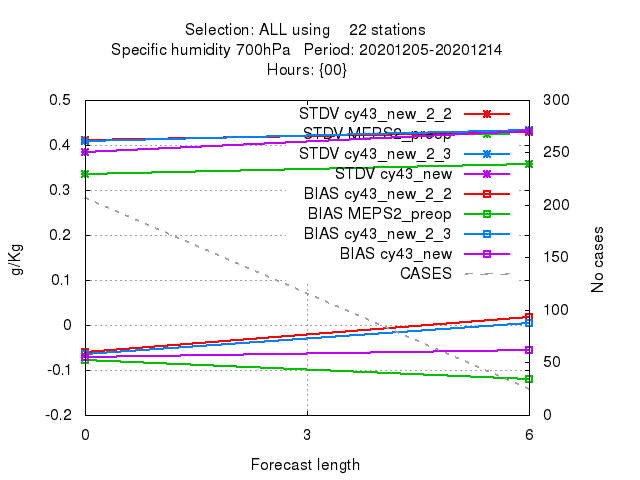 Selection: ALL using 22 stations
Specific humidity 700hPa Period: 20201205-20201214
Hours: {00}
0.5
0.4
0.3
0.2
0.1
0
-0.1
-0.2
g/Kg
STDV cy43_new_2_2
STDV MEPS2_preop
STDV cy43_new_2_3
STDV cy43_new
BIAS cy43_new_2_2
BIAS MEPS2_preop
BIAS cy43_new_2_3
BIAS cy43_new
CASES
300
250
200
150
100
50
0
No cases
0 3 6
Forecast length